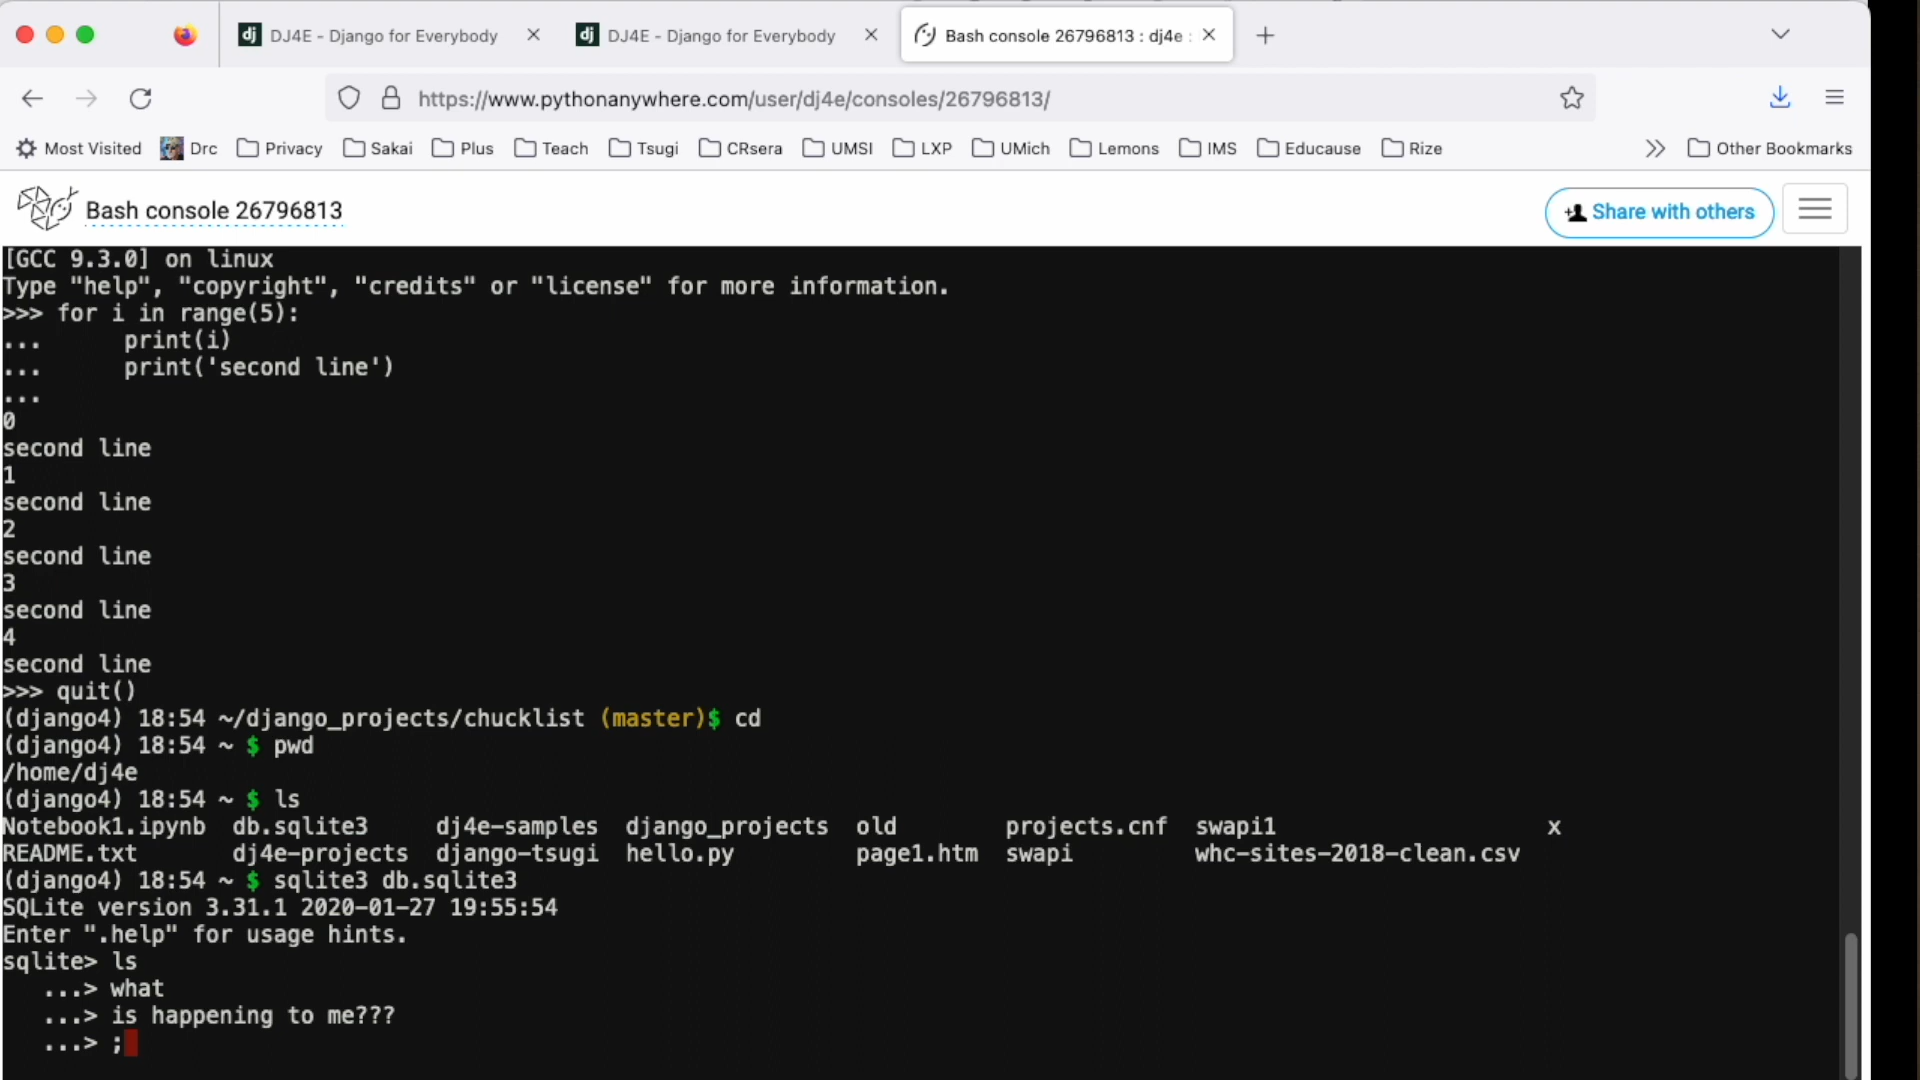 dj DJ4E - Django for Everybody
dj DJ4E - Django for Everybody
Bash console 26796813 : dj4e :
https://www.pythonanywhere.com/user/dj4e/consoles/26796813/
Most Visited Drc Privacy Sakai Plus Teach Tsugi CRsera UMSI LXP UMich Lemons IMS Educause Rize Other Bookmarks
Bash console 26796813
Share with others
[GCC 9.3.0] on linux
Type "help", "copyright", "credits" or "license" for more information.
>>> for i in range(5):
...      print(i)
...      print('second line')
...
0
second line
1
second line
2
second line
3
second line
4
second line
>>> quit()
(django4) 18:54 ~/django_projects/chucklist (master)$ cd
(django4) 18:54 ~ $ pwd
/home/dj4e
(django4) 18:54 ~ $ ls
Notebook1.ipynb  db.sqlite3     dj4e-samples  django_projects  old        projects.cnf  swapi1                    x
README.txt       dj4e-projects  django-tsugi  hello.py         page1.htm  swapi         whc-sites-2018-clean.csv
(django4) 18:54 ~ $ sqlite3 db.sqlite3
SQLite version 3.31.1 2020-01-27 19:55:54
Enter ".help" for usage hints.
sqlite> ls
   ...> what
   ...> is happening to me???
   ...> ;